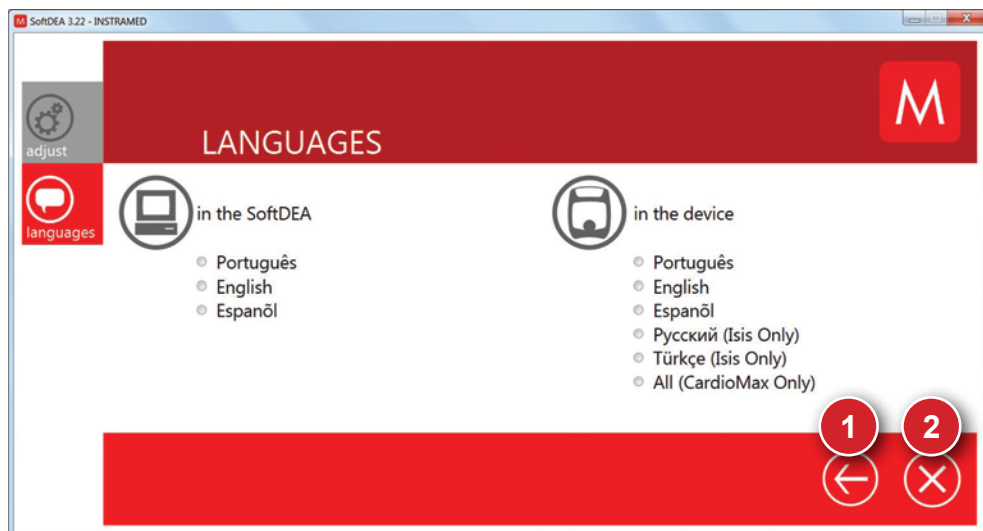 M SoftDEA 3.22 - INSTRAMED
M
adjust
LANGUAGES
languages
in the SoftDEA
Português
English
Espanõl
in the device
Português
English
Espanõl
Русский (Isis Only)
Türkçe (Isis Only)
All (CardioMax Only)
1
2